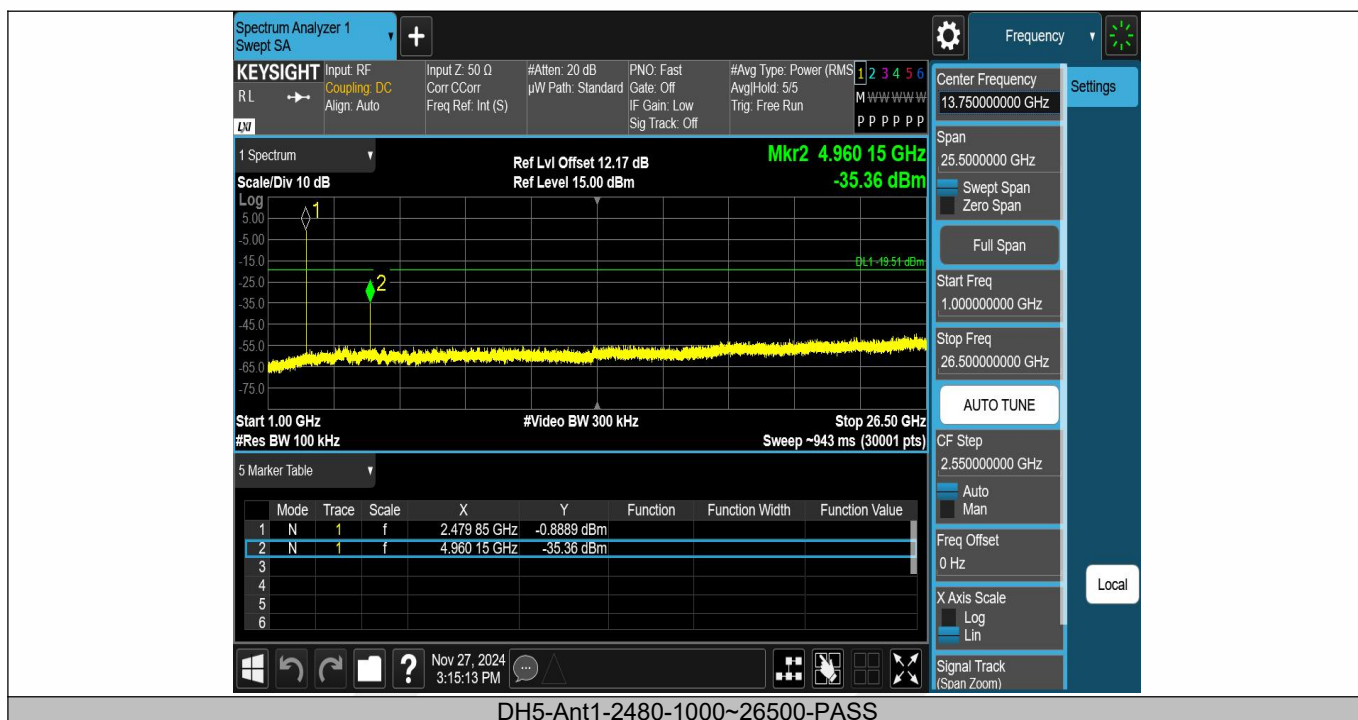 Spectrum Analyzer 1
Swept SA
+
Frequency
KEYSIGHT
RL
LXI
Input: RF
Coupling: DC
Align: Auto
Input Z: 50 Ω
Corr CCorr
Freq Ref: Int (S)
#Atten: 20 dB
µW Path: Standard
PNO: Fast
Gate: Off
IF Gain: Low
Sig Track: Off
#Avg Type: Power (RMS
Avg|Hold: 5/5
Trig: Free Run
1 2 3 4 5 6
M W W W W W
P P P P P P
1 Spectrum
Scale/Div 10 dB
Ref Lvl Offset 12.17 dB
Ref Level 15.00 dBm
Mkr2 4.960 15 GHz
-35.36 dBm
Log
5.00
-5.00
-15.0
-25.0
-35.0
-45.0
-55.0
-65.0
-75.0
1
2
DL1 -19.51 dBm
Start 1.00 GHz
#Video BW 300 kHz
Stop 26.50 GHz
#Res BW 100 kHz
Sweep ~943 ms (30001 pts)
5 Marker Table
Mode Trace Scale X Y Function Function Width Function Value
1 N 1 f 2.479 85 GHz -0.8889 dBm
2 N 1 f 4.960 15 GHz -35.36 dBm
3
4
5
6
Nov 27, 2024
3:15:13 PM
?
Center Frequency
13.750000000 GHz
Settings
Span
25.5000000 GHz
Swept Span
Zero Span
Full Span
Start Freq
1.000000000 GHz
Stop Freq
26.500000000 GHz
AUTO TUNE
CF Step
2.550000000 GHz
Auto
Man
Freq Offset
0 Hz
Local
X Axis Scale
Log
Lin
Signal Track
(Span Zoom)
DH5-Ant1-2480-1000~26500-PASS